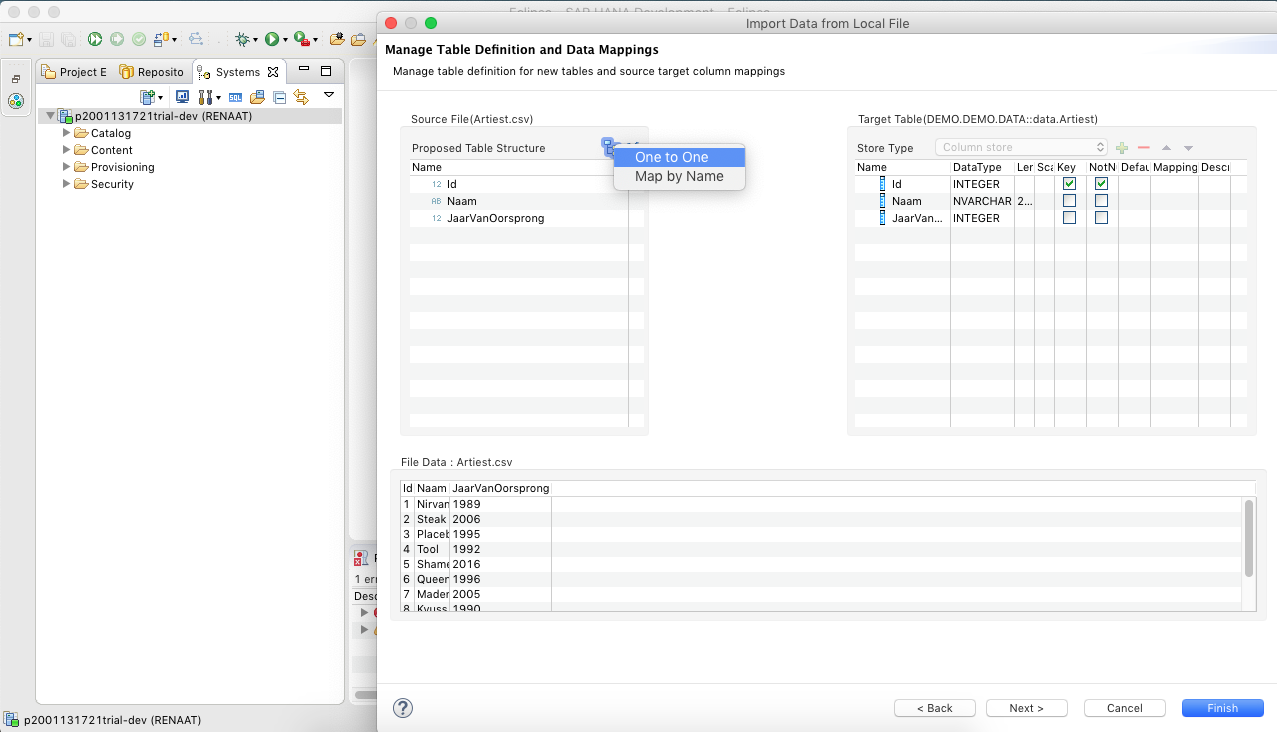 Eclipse - SAP HANA Development - Eclipse
Import Data from Local File
Project E
Reposito
Systems
p2001131721trial-dev (RENAAT)
Catalog
Content
Provisioning
Security
SQL
Manage Table Definition and Data Mappings
Manage table definition for new tables and source target column mappings
Source File(Artiest.csv)
Proposed Table Structure
One to One
Map by Name
Name
12 Id
AB Naam
12 JaarVanOorsprong
Target Table(DEMO.DEMO.DATA::data.Artiest)
Store Type Column store
Name DataType Ler Sca Key NotN Defau Mapping Descri
Id INTEGER
Naam NVARCHAR 2...
JaarVan... INTEGER
File Data : Artiest.csv
Id Naam JaarVanOorsprong
1 Nirvan 1989
2 Steak 2006
3 Placeb 1995
4 Tool 1992
5 Shame 2016
6 Queen 1996
7 Mader 2005
8 Kyuss 1990
1 err
Desc
? < Back Next > Cancel Finish
p2001131721trial-dev (RENAAT)